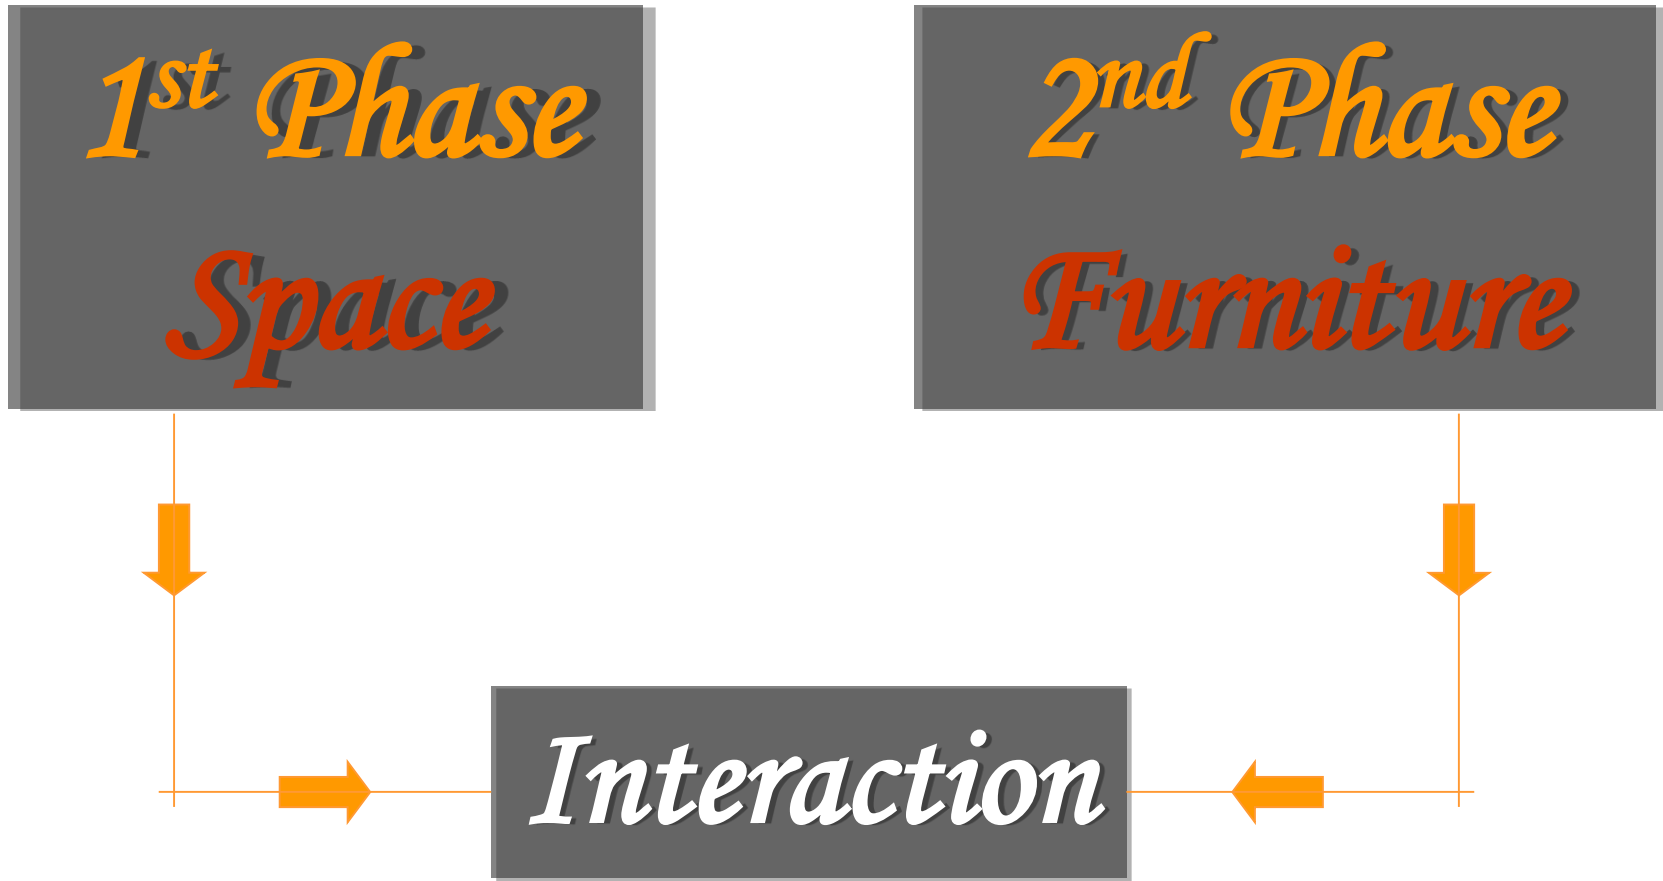 1st Phase
Space
2nd Phase
Furniture
Interaction